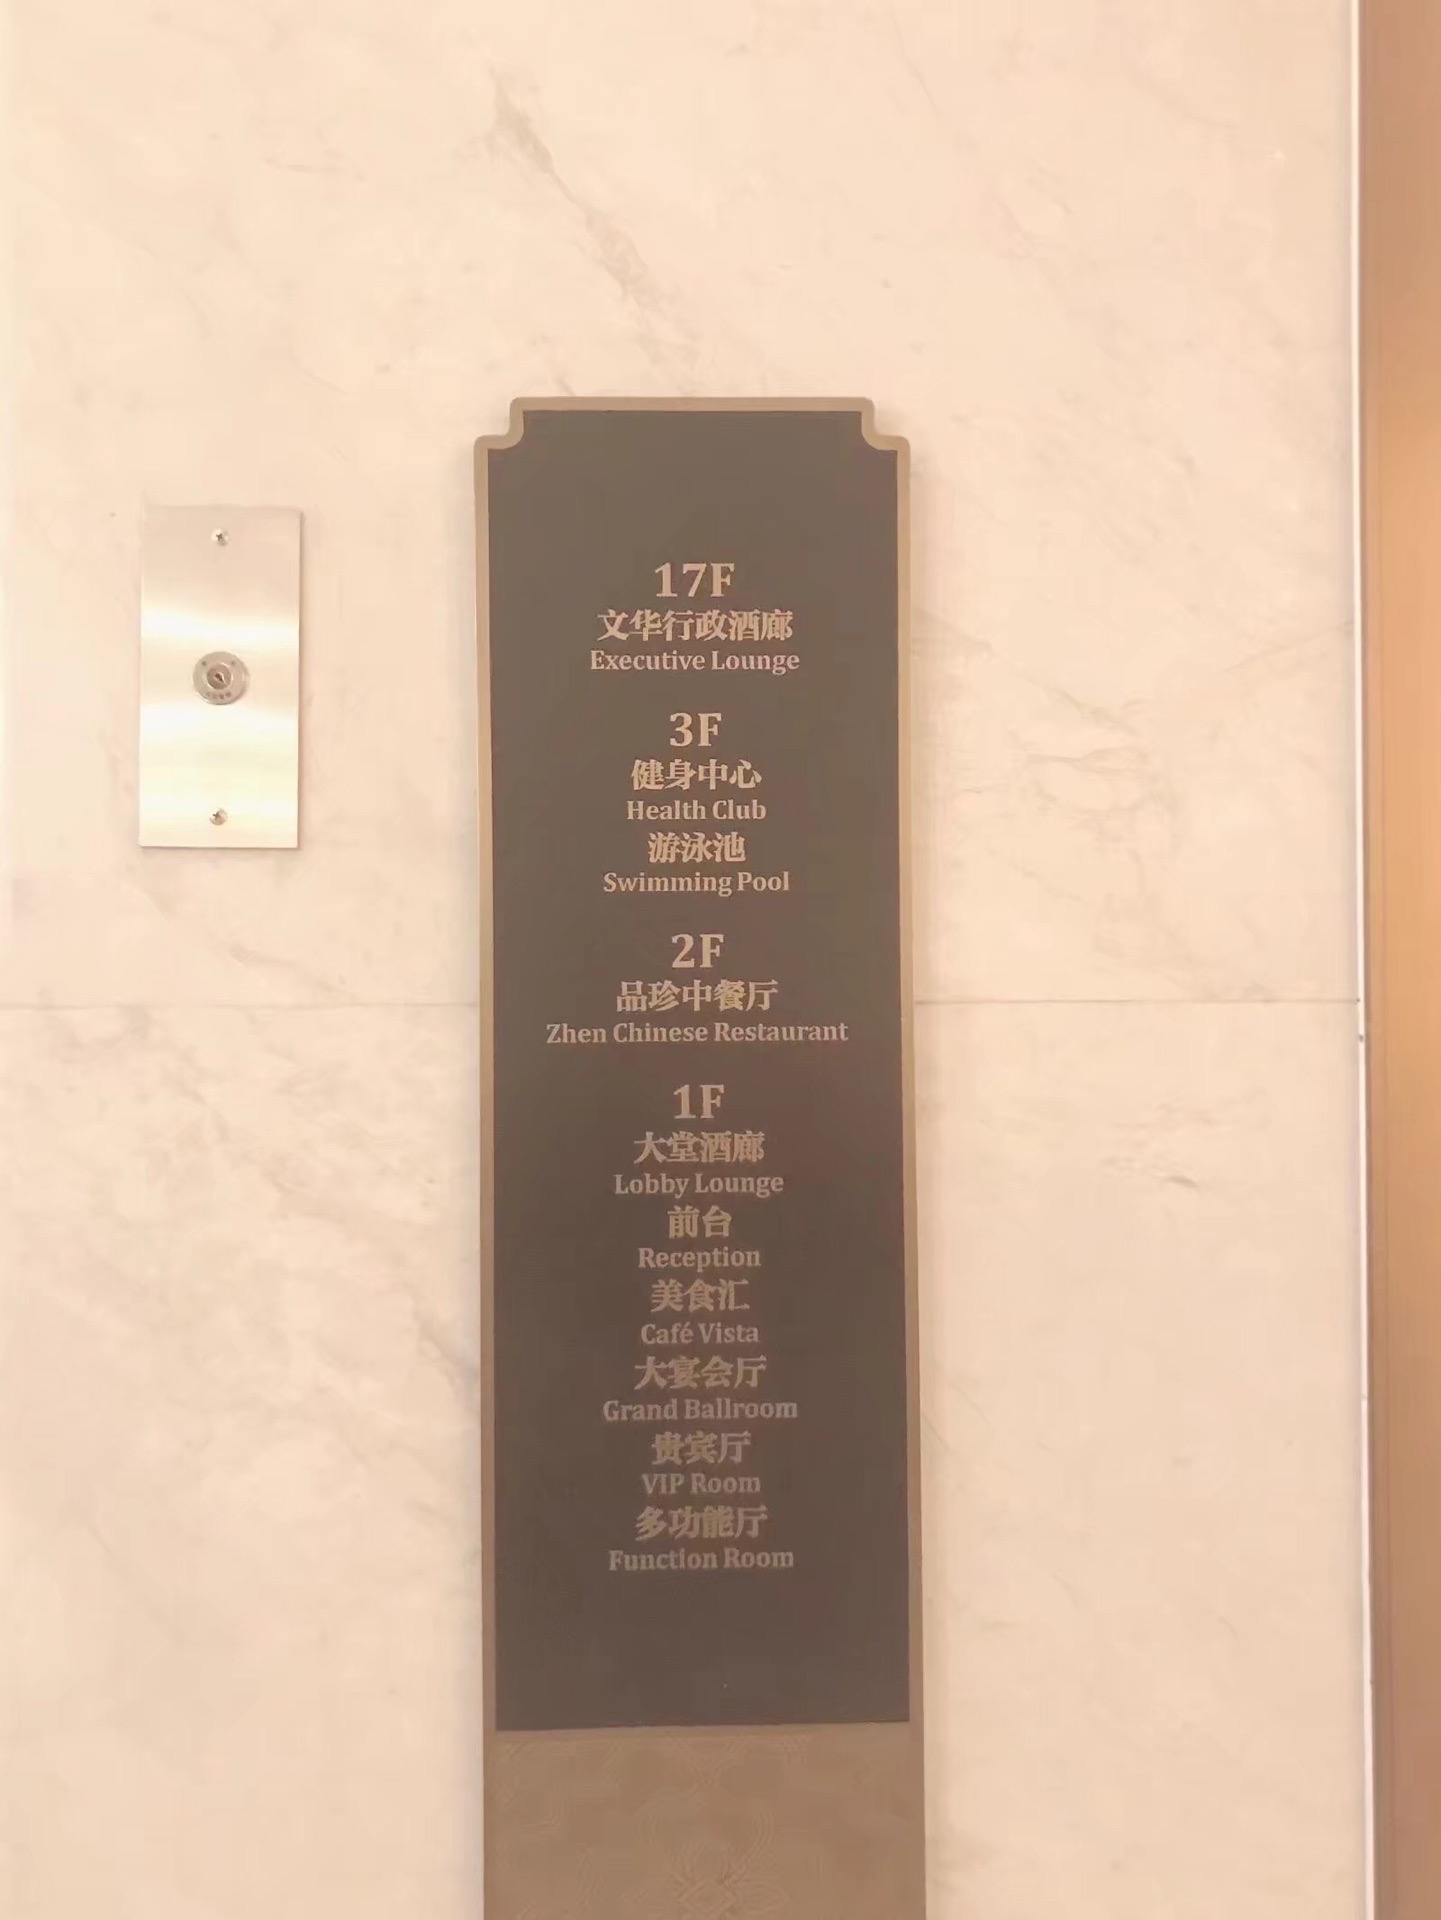 17F
文华行政酒廊
Executive Lounge
3F
健身中心
Health Club
游泳池
Swimming Pool
2F
品珍中餐厅
Zhen Chinese Restaurant
1F
大堂酒廊
Lobby Lounge
前台
Reception
美食汇
Café Vista
大宴会厅
Grand Ballroom
贵宾厅
VIP Room
多功能厅
Function Room